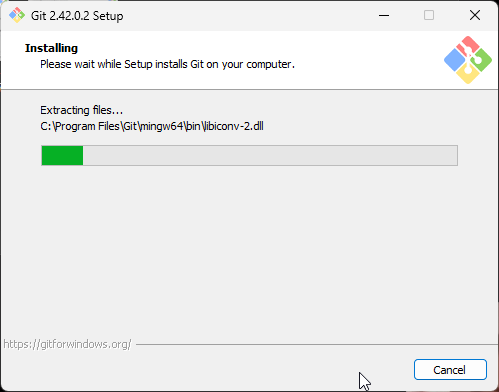 Git 2.42.0.2 Setup
Installing
Please wait while Setup installs Git on your computer.
Extracting files...
C:\Program Files\Git\mingw64\bin\libiconv-2.dll
https://gitforwindows.org/
Cancel